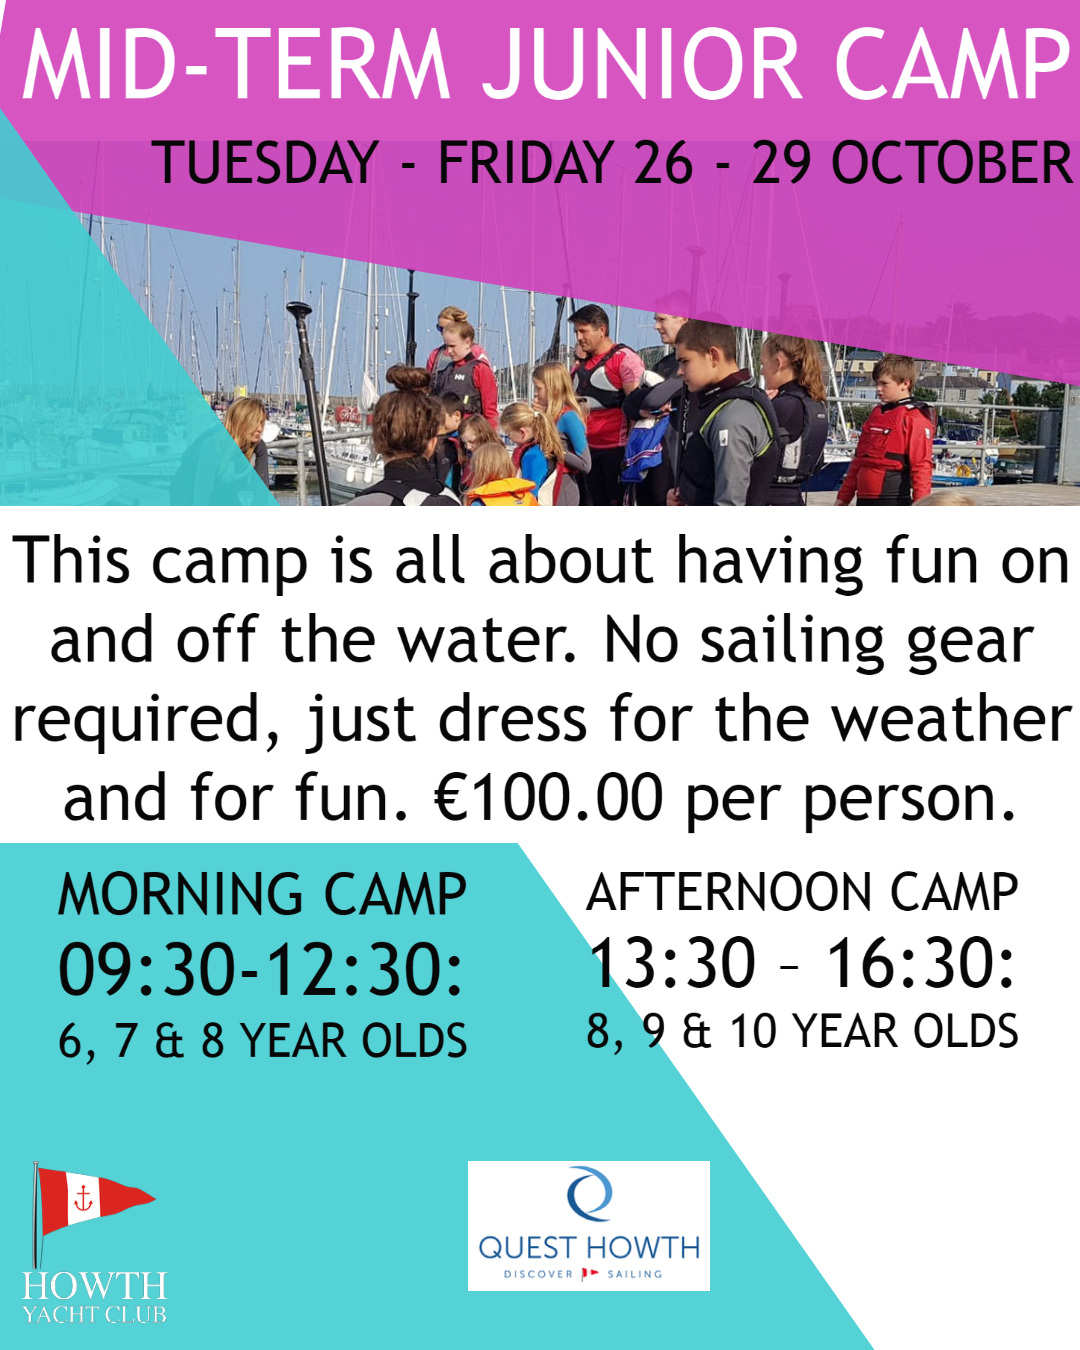 MID-TERM JUNIOR CAMP
TUESDAY - FRIDAY 26 - 29 OCTOBER
This camp is all about having fun on
and off the water. No sailing gear
required, just dress for the weather
and for fun. €100.00 per person.
MORNING CAMP
09:30-12:30:
6, 7 & 8 YEAR OLDS
AFTERNOON CAMP
13:30 – 16:30:
8, 9 & 10 YEAR OLDS
HOWTH
YACHT CLUB
QUEST HOWTH
DISCOVER SAILING